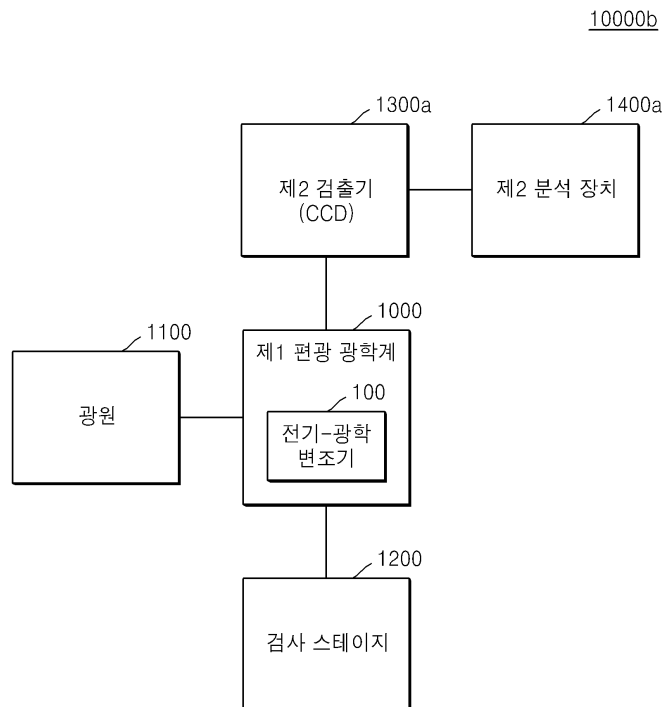 10000b
1300a
1400a
제2 검출기
(CCD)
제2 분석 장치
1000
1100
제1 편광 광학계
100
광원
전기-광학
변조기
1200
검사 스테이지